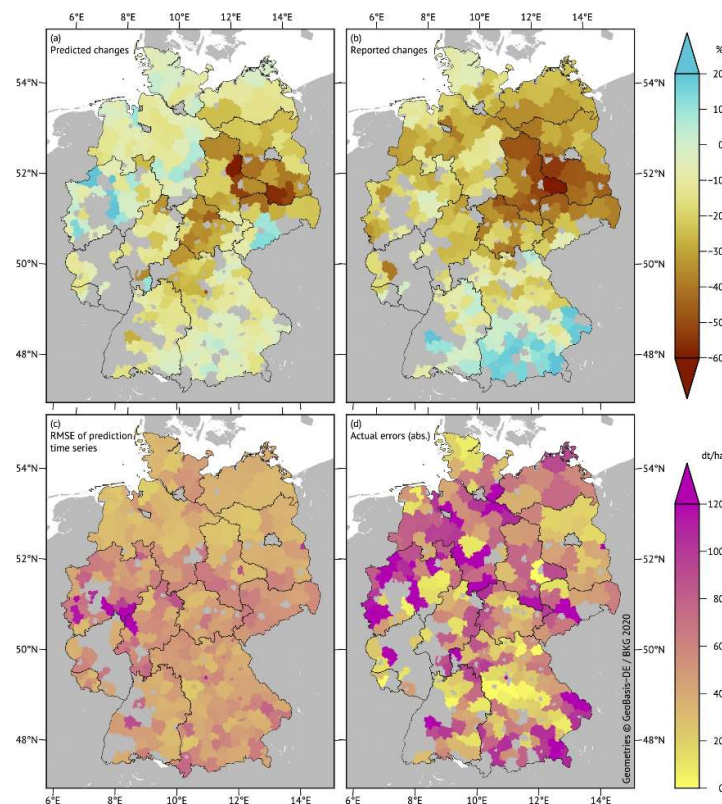 6°E 8°E 10°E 12°E 14°E 6°E 8°E 10°E 12°E 14°E
(a)
Predicted changes
(b)
Reported changes
54°N
52°N
50°N
48°N
54°N
52°N
50°N
48°N
%
20
10
0
-10
-20
-30
-40
-50
-60
(c)
RMSE of prediction
time series
(d)
Actual errors (abs.)
54°N
52°N
50°N
48°N
54°N
52°N
50°N
48°N
dt/ha
120
100
80
60
40
20
0
Geometries © GeoBasis-DE / BKG 2020
6°E 8°E 10°E 12°E 14°E 6°E 8°E 10°E 12°E 14°E